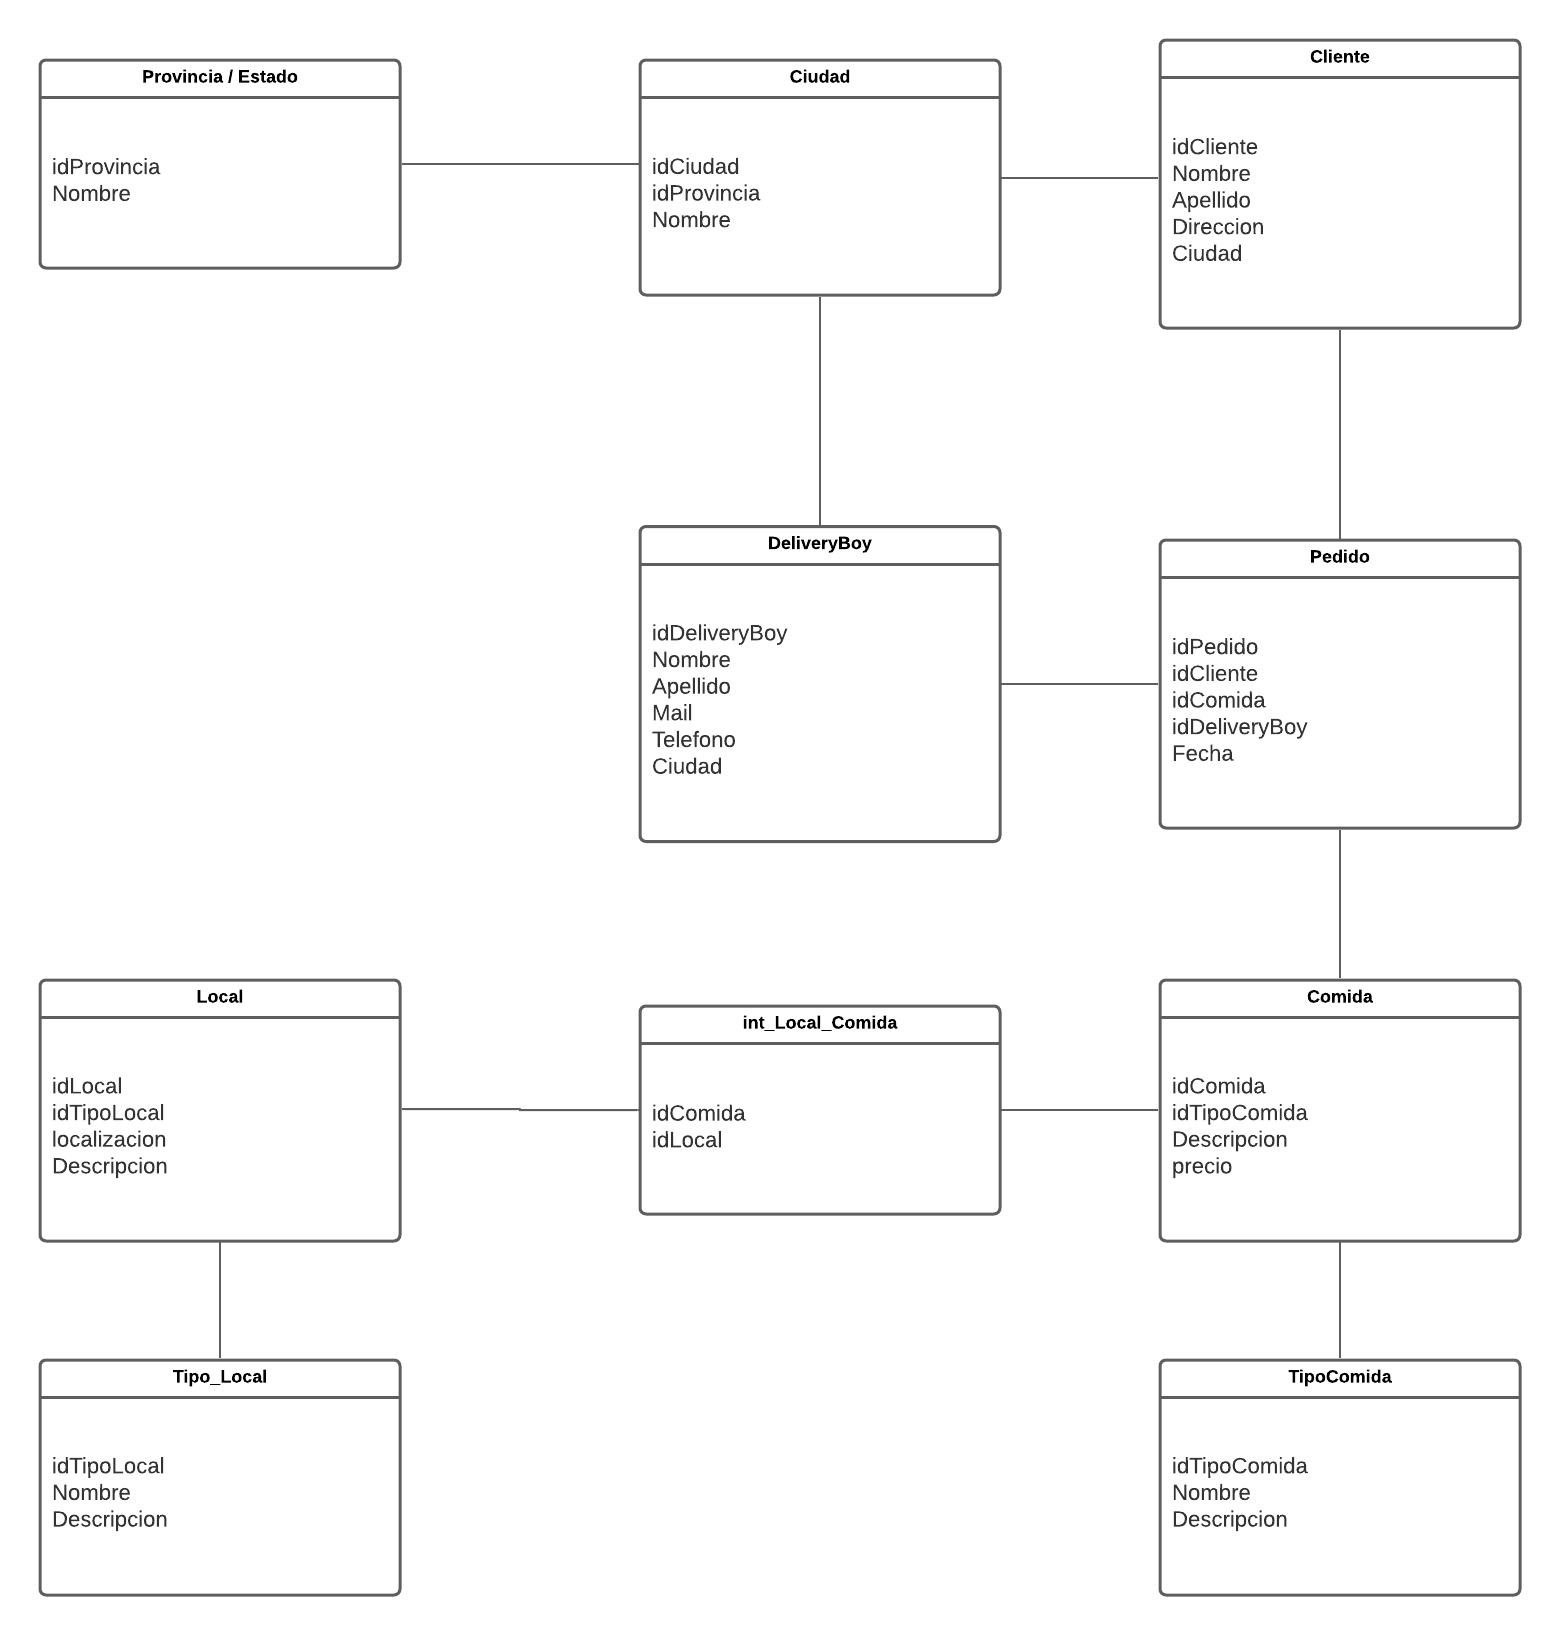 Provincia / Estado
idProvincia
Nombre
Ciudad
idCiudad
idProvincia
Nombre
Cliente
idCliente
Nombre
Apellido
Direccion
Ciudad
DeliveryBoy
idDeliveryBoy
Nombre
Apellido
Mail
Telefono
Ciudad
Pedido
idPedido
idCliente
idComida
idDeliveryBoy
Fecha
Local
idLocal
idTipoLocal
localizacion
Descripcion
int_Local_Comida
idComida
idLocal
Comida
idComida
idTipoComida
Descripcion
precio
Tipo_Local
idTipoLocal
Nombre
Descripcion
TipoComida
idTipoComida
Nombre
Descripcion